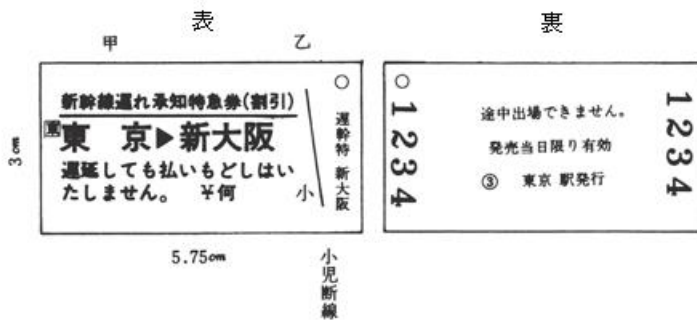 表
甲 乙
新幹線遅れ承知特急券(割引)
東 京▶新大阪
遅延しても払いもどしはい
たしません。 ¥何
小
○ 遅幹特 新大阪
3cm
5.75cm
小児断線
裏
○ 1234
途中出場できません。
発売当日限り有効
③ 東京 駅発行
1234